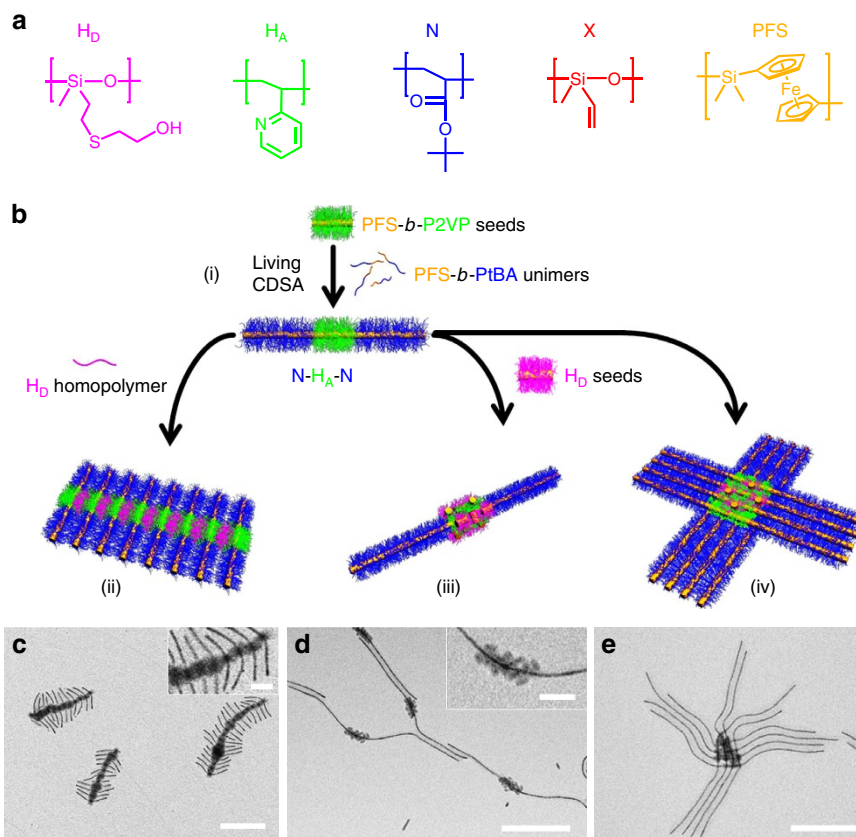 a
H_D H_A N X PFS
Si O
S OH
N
O
O
Si O
Si
Fe
b
PFS-b-P2VP seeds
(i) Living CDSA PFS-b-PtBA unimers
H_D homopolymer
N-H_A-N
H_D seeds
(ii) (iii) (iv)
c d e